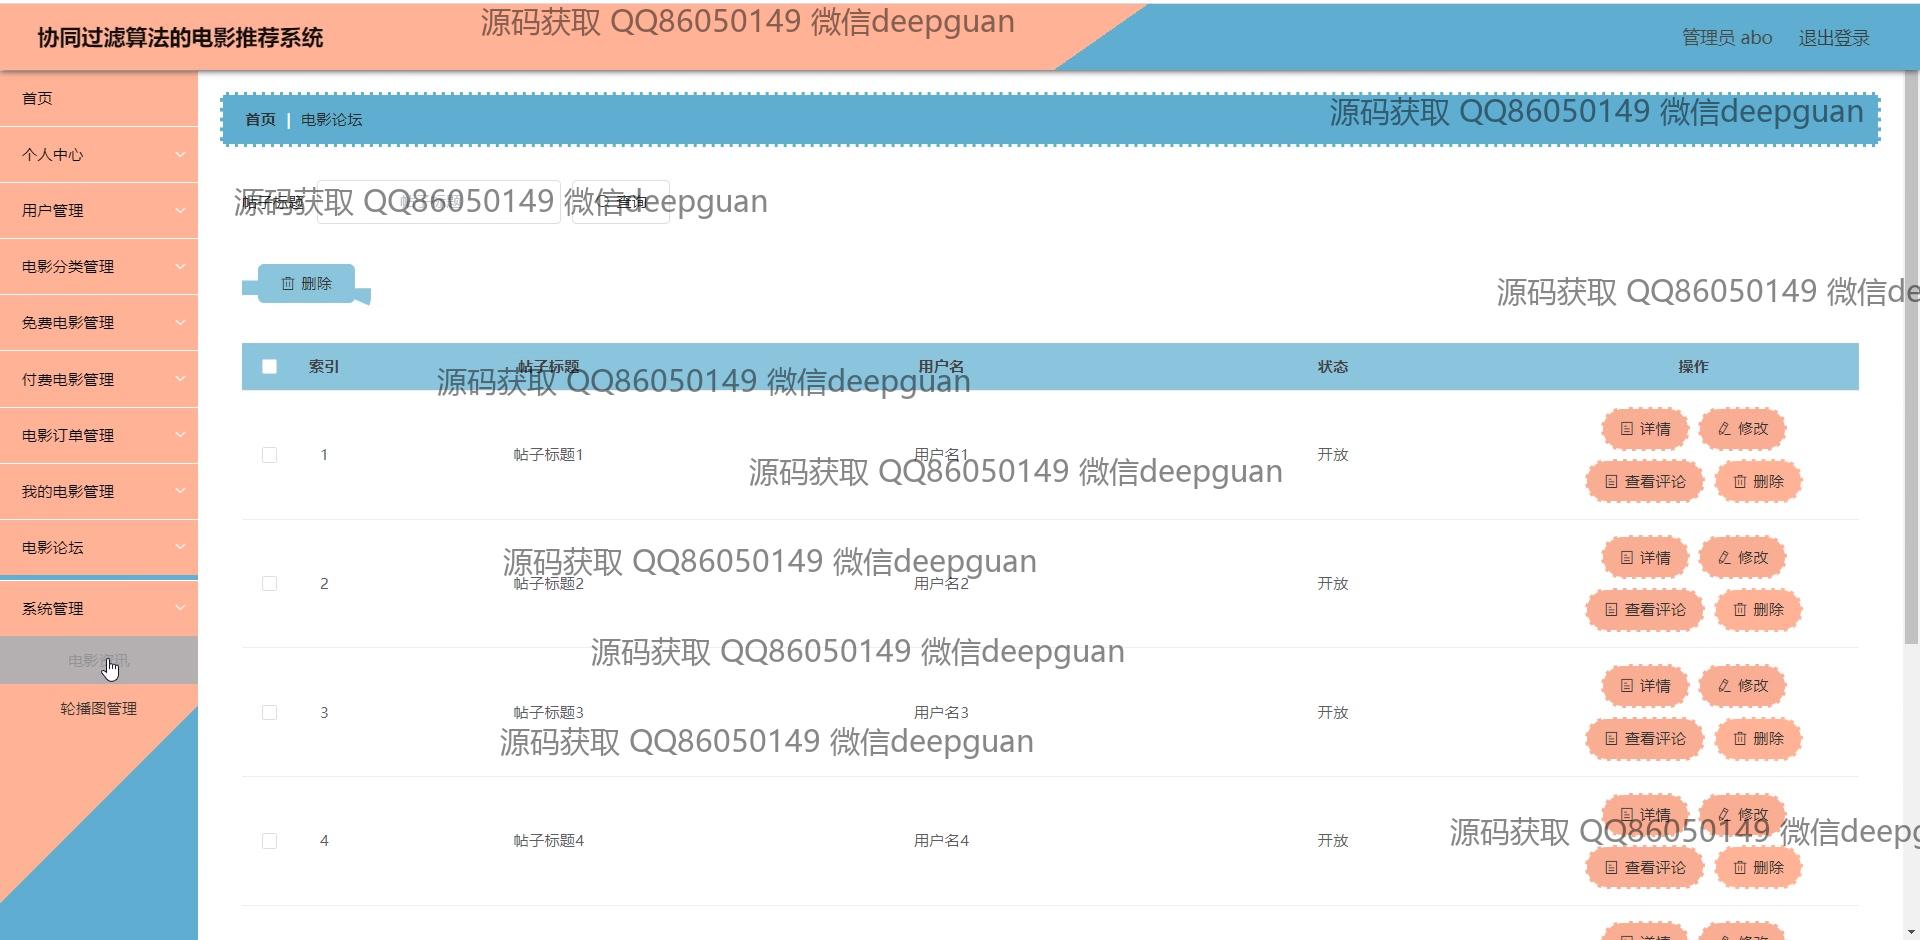 协同过滤算法的电影推荐系统
源码获取 QQ86050149 微信deepguan
管理员 abo 退出登录
首页
个人中心
用户管理
电影分类管理
免费电影管理
付费电影管理
电影订单管理
我的电影管理
电影论坛
系统管理
电影资讯
轮播图管理
首页 | 电影论坛
源码获取 QQ86050149 微信deepguan
帖子标题 查询
源码获取 QQ86050149 微信deepguan
删除
源码获取 QQ86050149 微信de
索引 帖子标题 用户名 状态 操作
源码获取 QQ86050149 微信deepguan
1 帖子标题1 用户名1 开放 详情 修改
查看评论 删除
源码获取 QQ86050149 微信deepguan
源码获取 QQ86050149 微信deepguan
2 帖子标题2 用户名2 开放 详情 修改
查看评论 删除
源码获取 QQ86050149 微信deepguan
3 帖子标题3 用户名3 开放 详情 修改
查看评论 删除
源码获取 QQ86050149 微信deepguan
4 帖子标题4 用户名4 开放 详情 修改
源码获取 QQ86050149 微信deepg
查看评论 删除